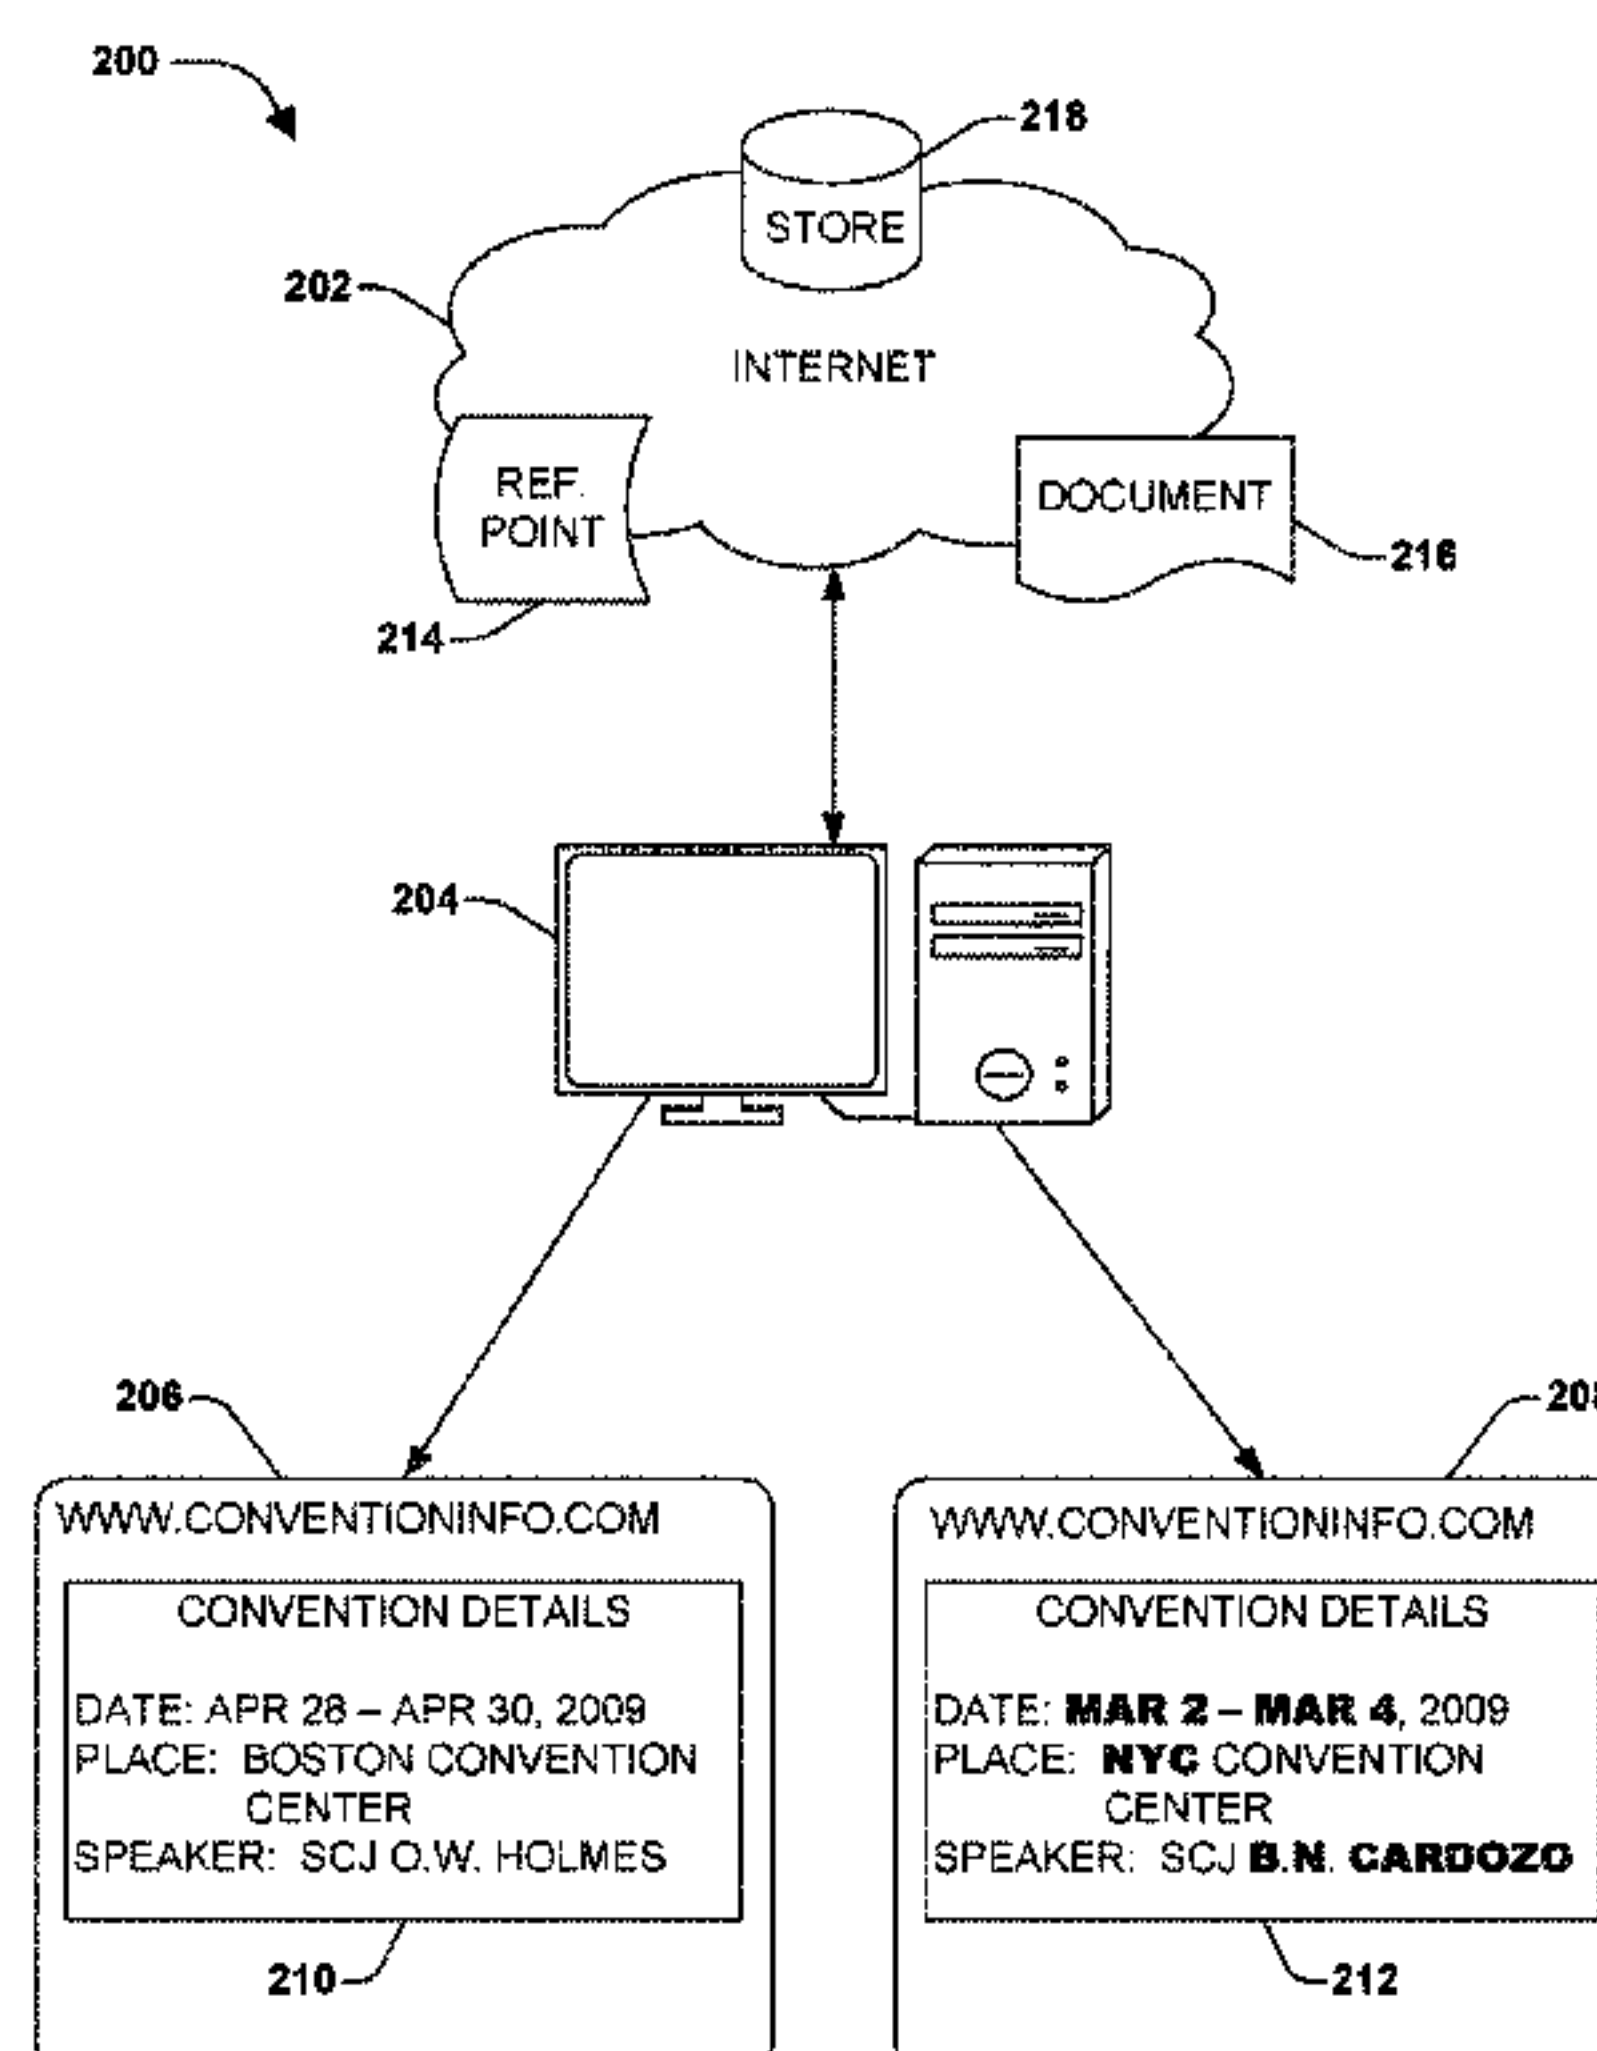 200
218
STORE
202
INTERNET
REF.
POINT
DOCUMENT
216
214
204
206
WWW.CONVENTIONINFO.COM
CONVENTION DETAILS
DATE: APR 28 – APR 30, 2009
PLACE: BOSTON CONVENTION
CENTER
SPEAKER: SCJ O.W. HOLMES
210
WWW.CONVENTIONINFO.COM
CONVENTION DETAILS
DATE: MAR 2 – MAR 4, 2009
PLACE: NYC CONVENTION
CENTER
SPEAKER: SCJ B.N. CARDOZO
212